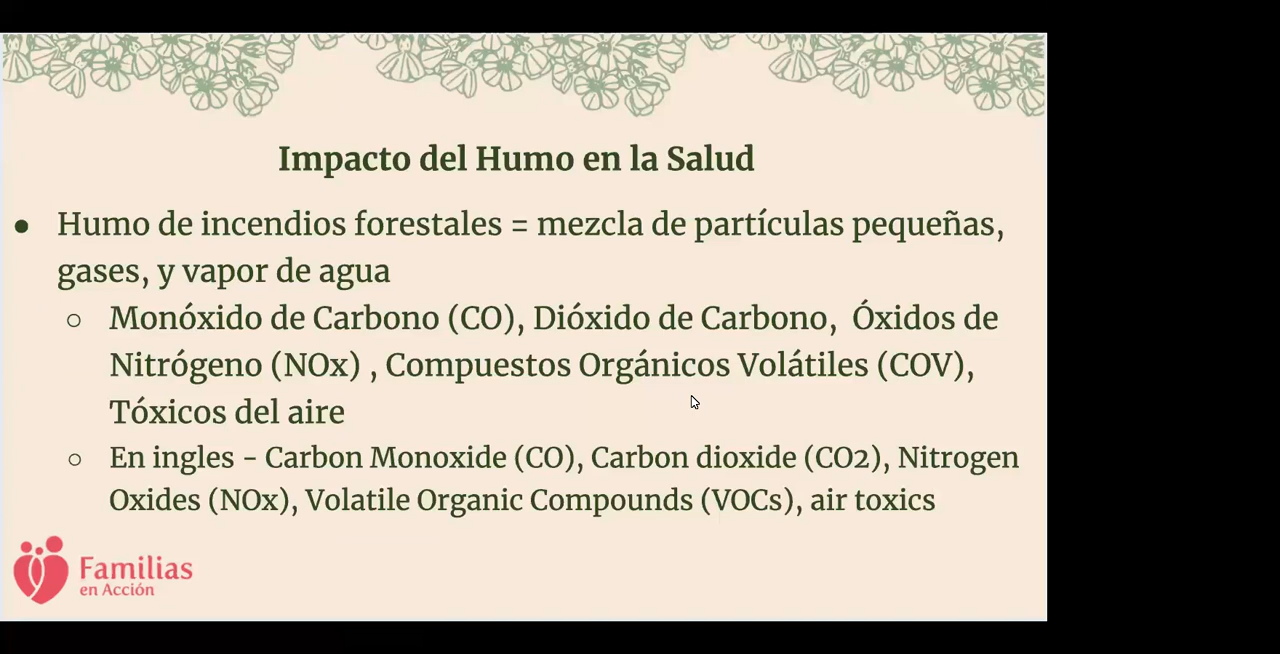 Impacto del Humo en la Salud
● Humo de incendios forestales = mezcla de partículas pequeñas,
gases, y vapor de agua
○ Monóxido de Carbono (CO), Dióxido de Carbono, Óxidos de
Nitrógeno (NOx) , Compuestos Orgánicos Volátiles (COV),
Tóxicos del aire
○ En ingles - Carbon Monoxide (CO), Carbon dioxide (CO2), Nitrogen
Oxides (NOx), Volatile Organic Compounds (VOCs), air toxics
Familias
en Acción